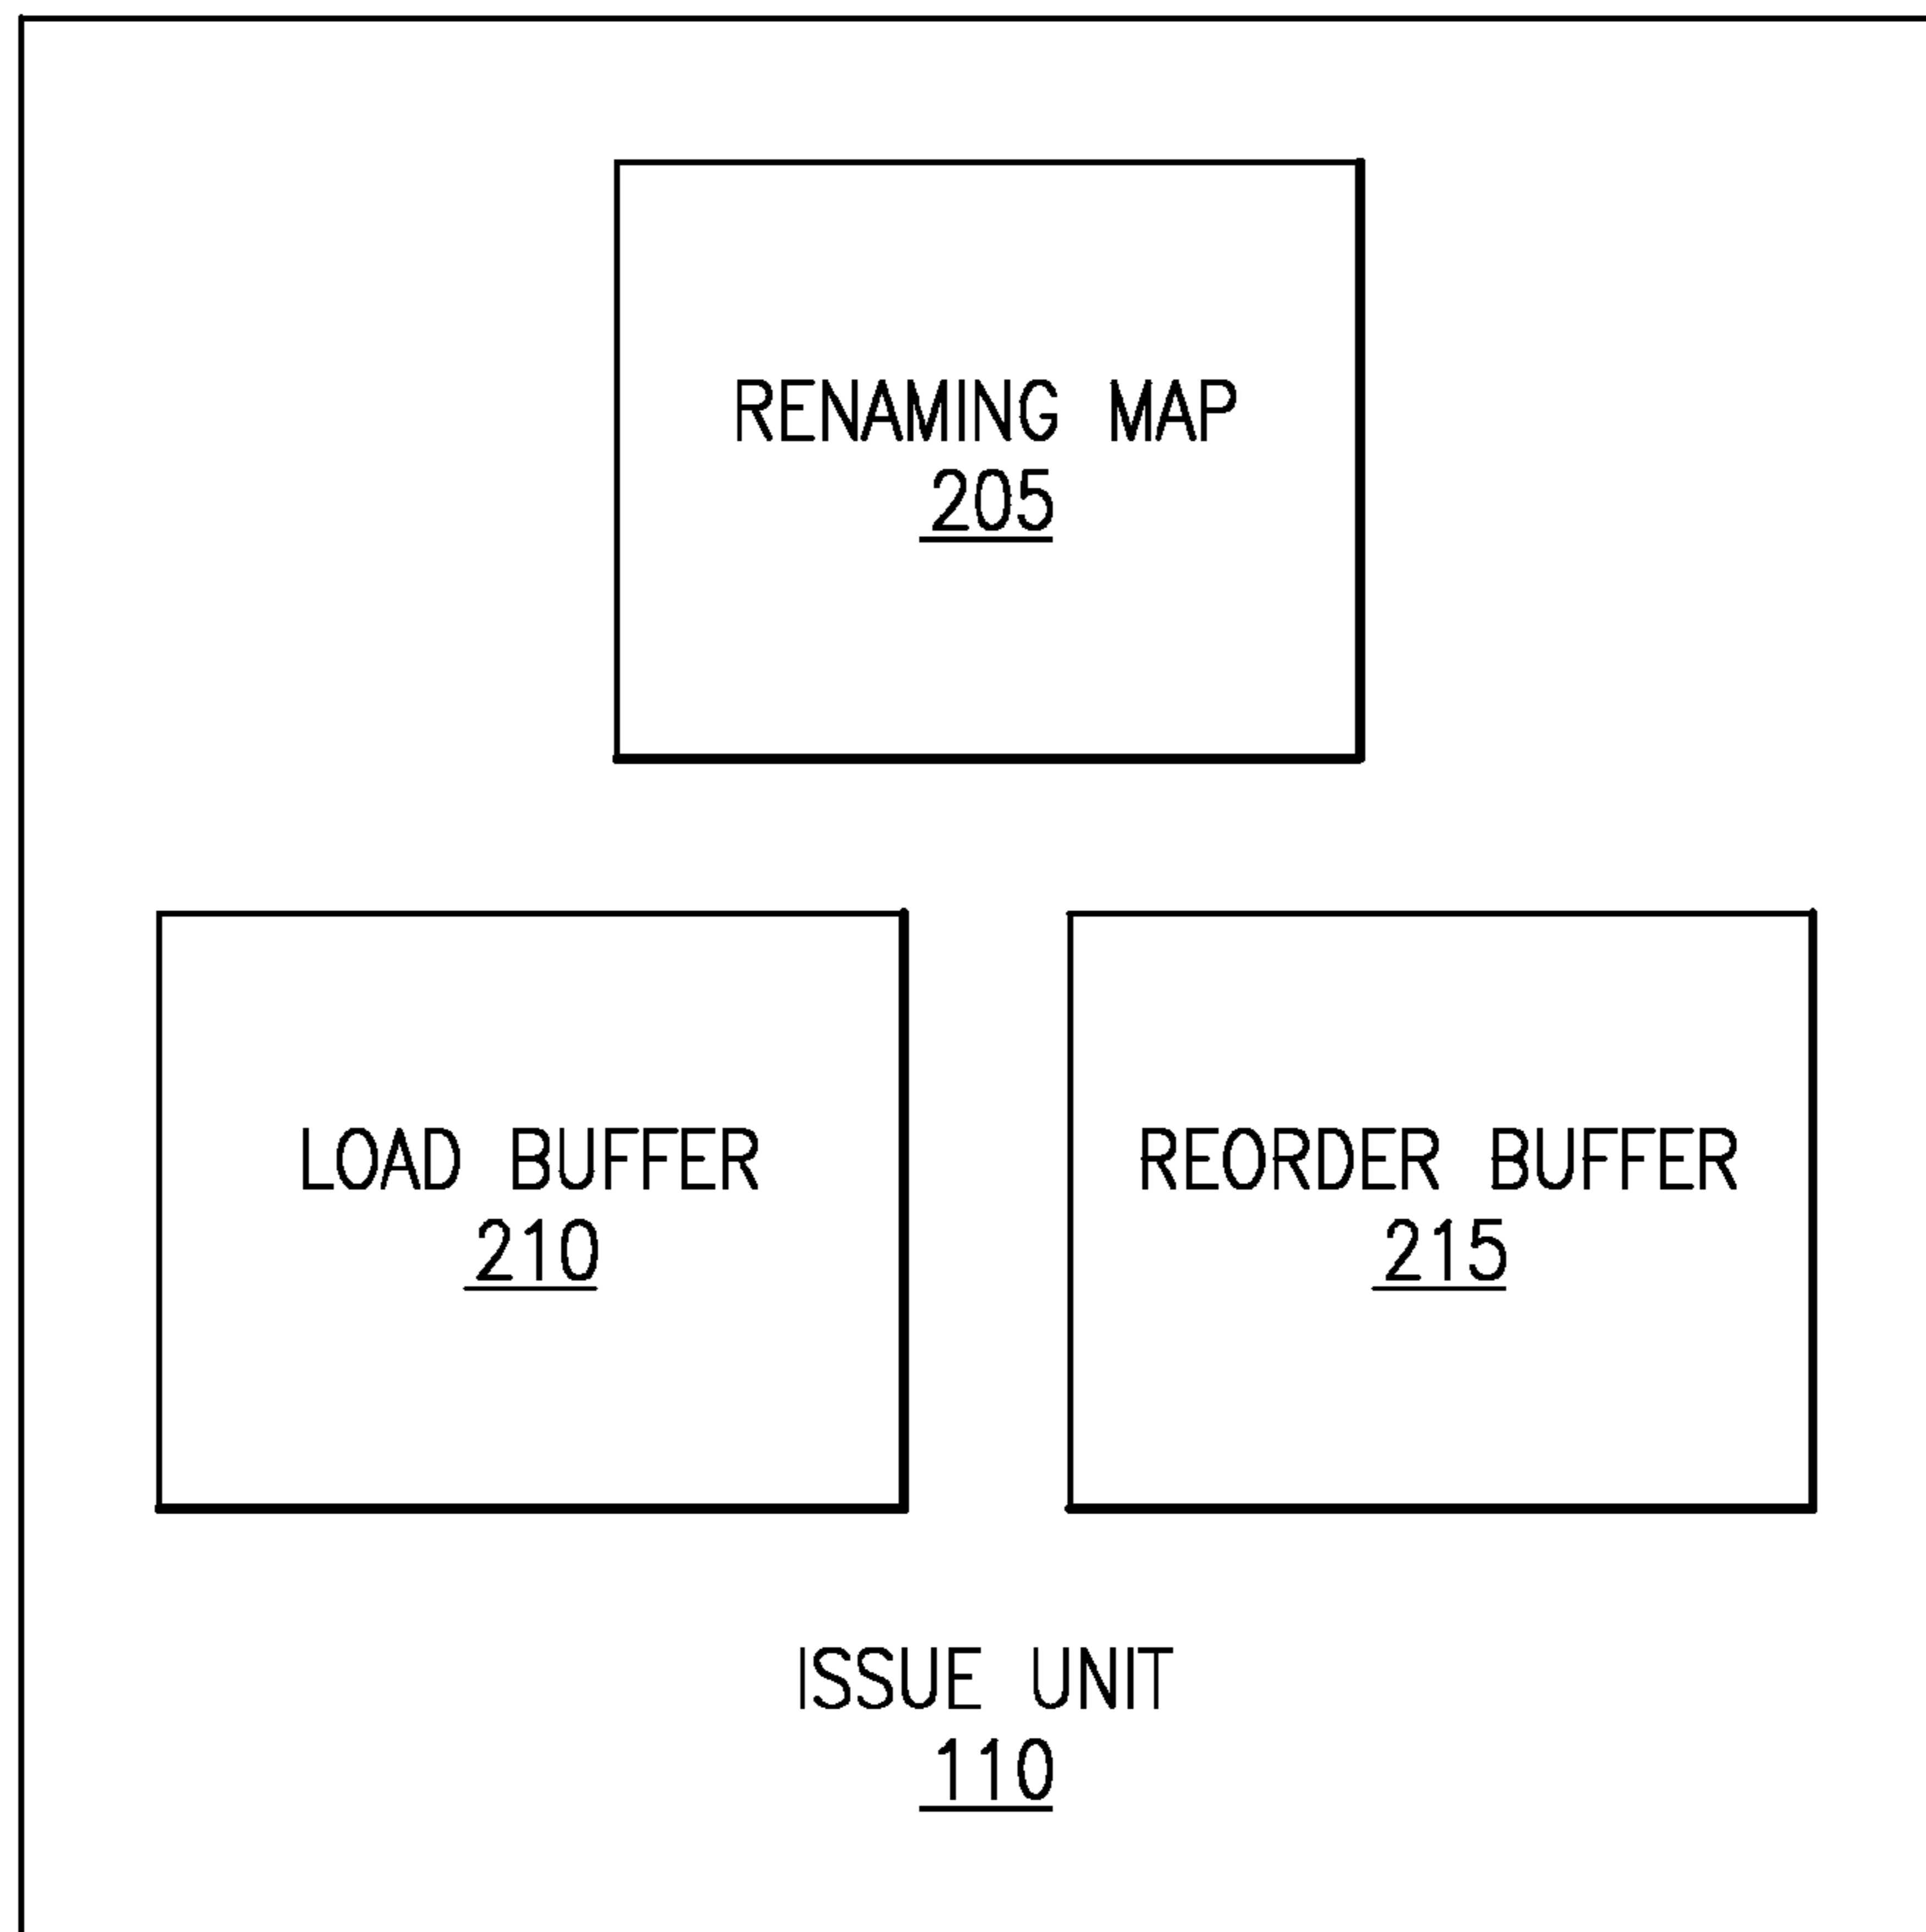 RENAMING MAP
205
LOAD BUFFER
210
REORDER BUFFER
215
ISSUE UNIT
110